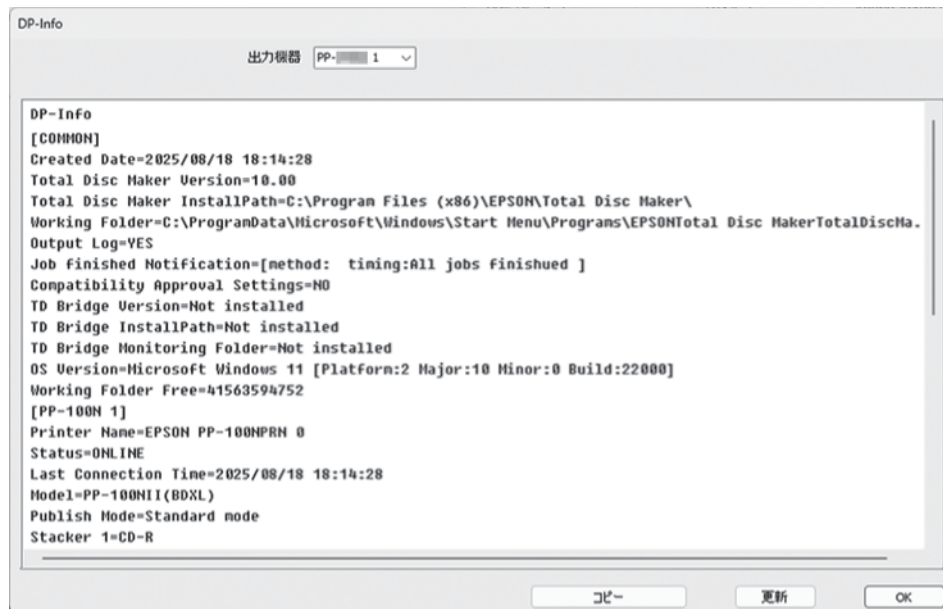 DP-Info
出力機器 PP- 1
DP-Info
[COMMON]
Created Date=2025/08/18 18:14:28
Total Disc Maker Version=10.00
Total Disc Maker InstallPath=C:\Program Files (x86)\EPSON\Total Disc Maker\
Working Folder=C:\ProgramData\Microsoft\Windows\Start Menu\Programs\EPSONTotal Disc MakerTotalDiscMa.
Output Log=YES
Job finished Notification=[method:  timing:All jobs finishued ]
Compatibility Approval Settings=NO
TD Bridge Version=Not installed
TD Bridge InstallPath=Not installed
TD Bridge Monitoring Folder=Not installed
OS Version=Microsoft Windows 11 [Platform:2 Major:10 Minor:0 Build:22000]
Working Folder Free=41563594752
[PP-100N 1]
Printer Name=EPSON PP-100NPRN 0
Status=ONLINE
Last Connection Time=2025/08/18 18:14:28
Model=PP-100NII(BDXL)
Publish Mode=Standard mode
Stacker 1=CD-R
コピー 更新 OK